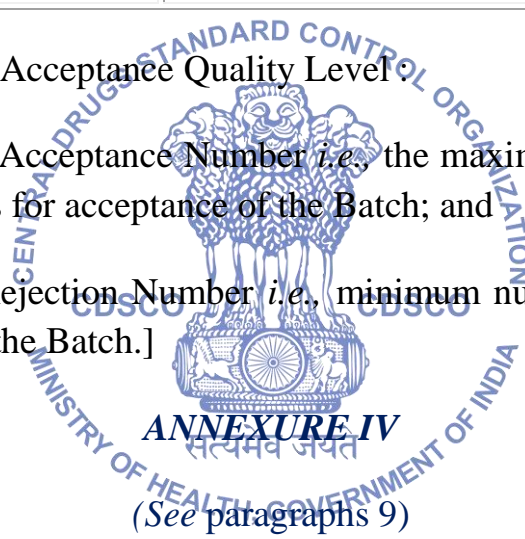 CENTRAL DRUGS STANDARD CONTROL ORGANIZATION
Acceptance Quality Level :
Acceptance Number i.e., the maxim
s for acceptance of the Batch; and
ejection Number i.e., minimum nu
CDSCO CDSCO
the Batch.]
ANNEXURE IV
सत्यमेव जयते
(See paragraphs 9)
MINISTRY OF HEALTH, GOVERNMENT OF INDIA